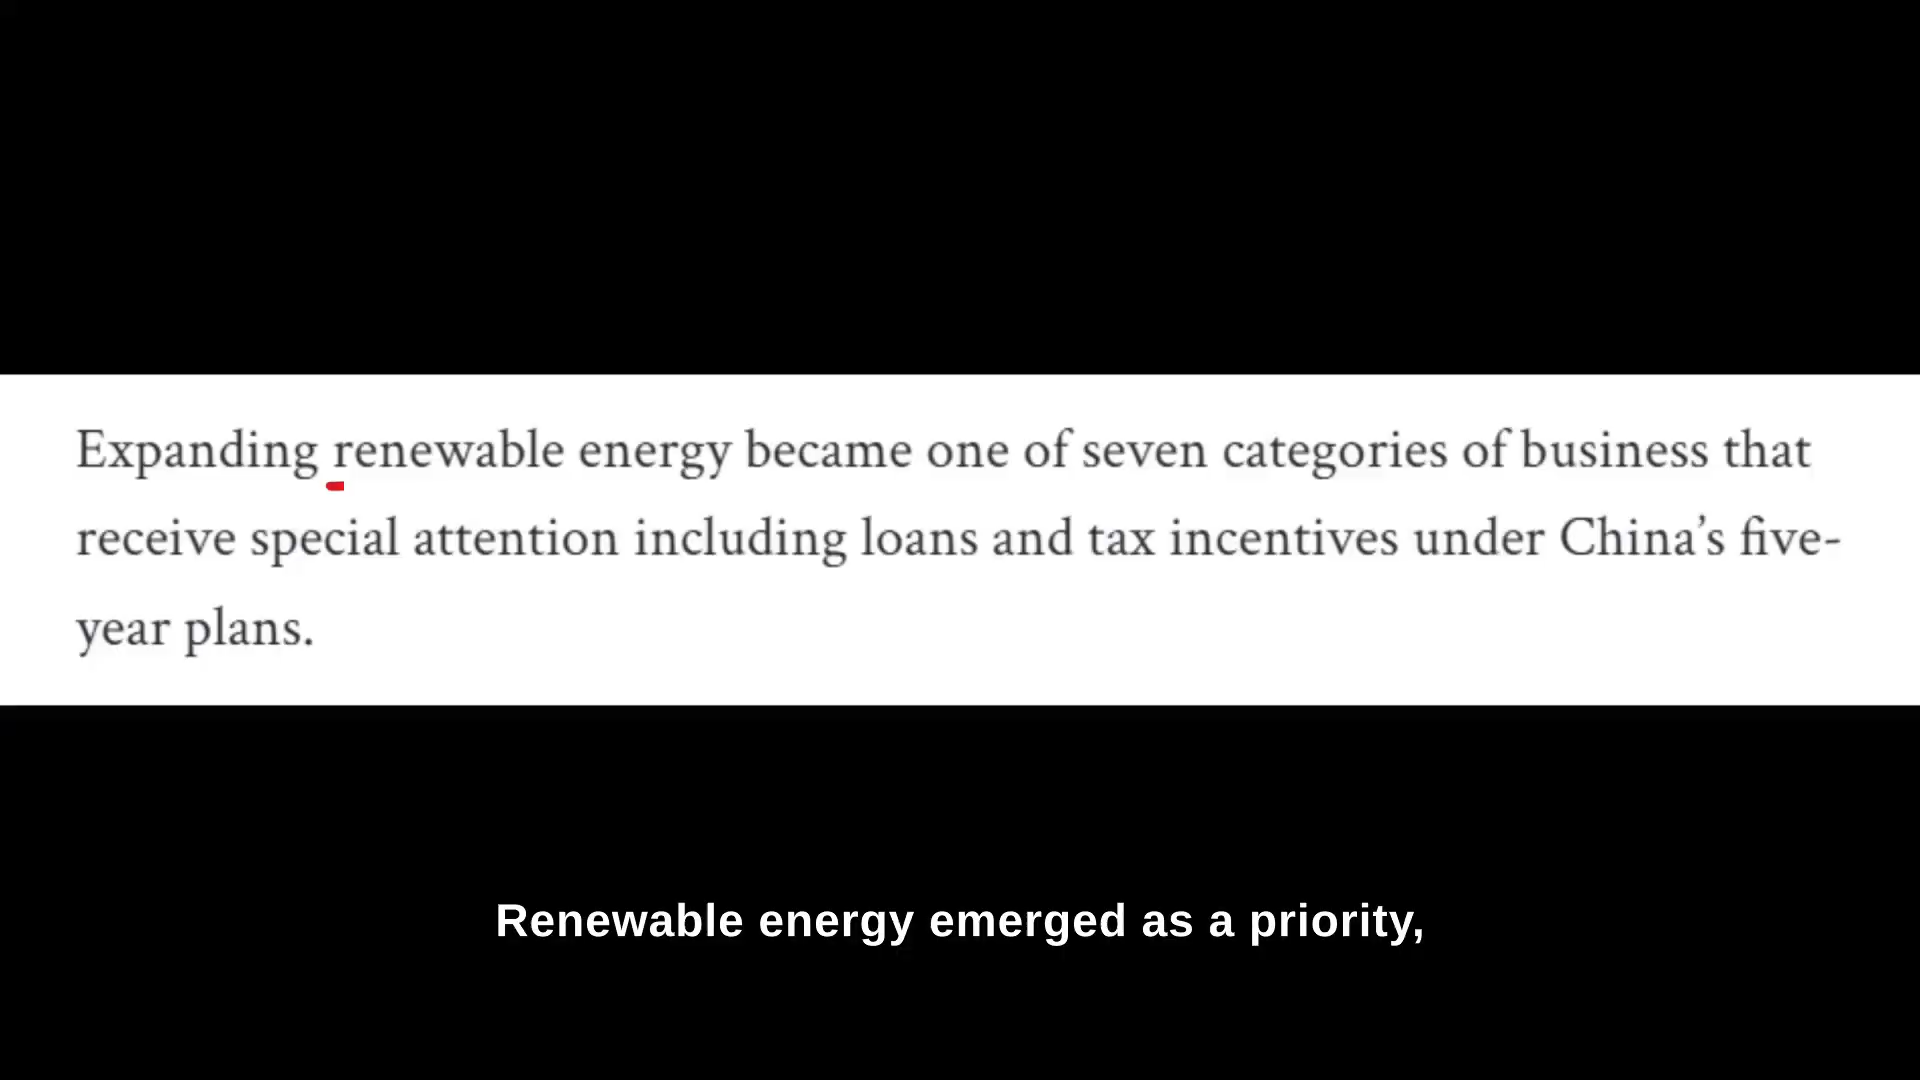 Expanding renewable energy became one of seven categories of business that
receive special attention including loans and tax incentives under China’s five-
year plans.
Renewable energy emerged as a priority,